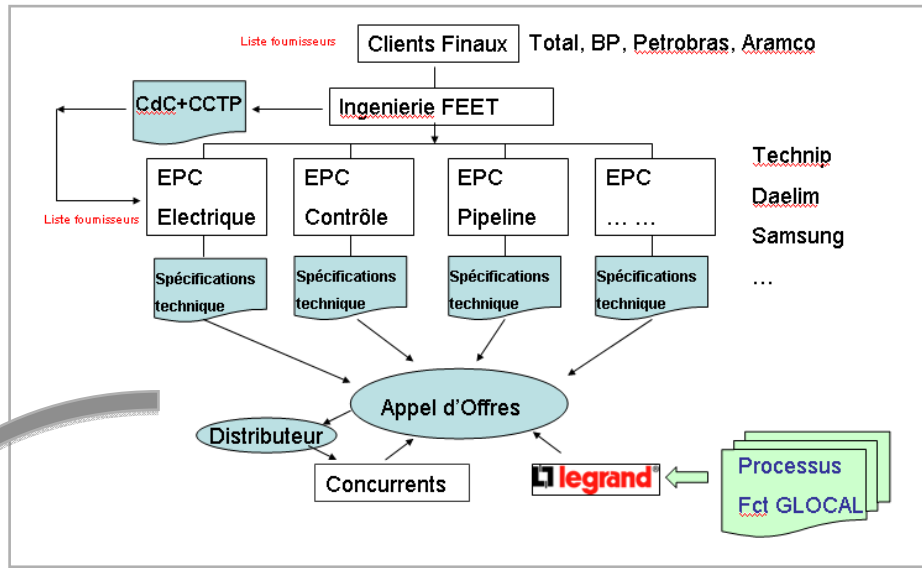 Liste fournisseurs
Clients Finaux
Total, BP, Petrobras, Aramco
CdC+CCTP
Ingenierie FEET
EPC
Electrique
EPC
Contrôle
EPC
Pipeline
EPC
... ...
Technip
Daelim
Samsung
...
Liste fournisseurs
Spécifications
technique
Spécifications
technique
Spécifications
technique
Spécifications
technique
Appel d'Offres
Distributeur
Concurrents
legrand®
Processus
Fct GLOCAL